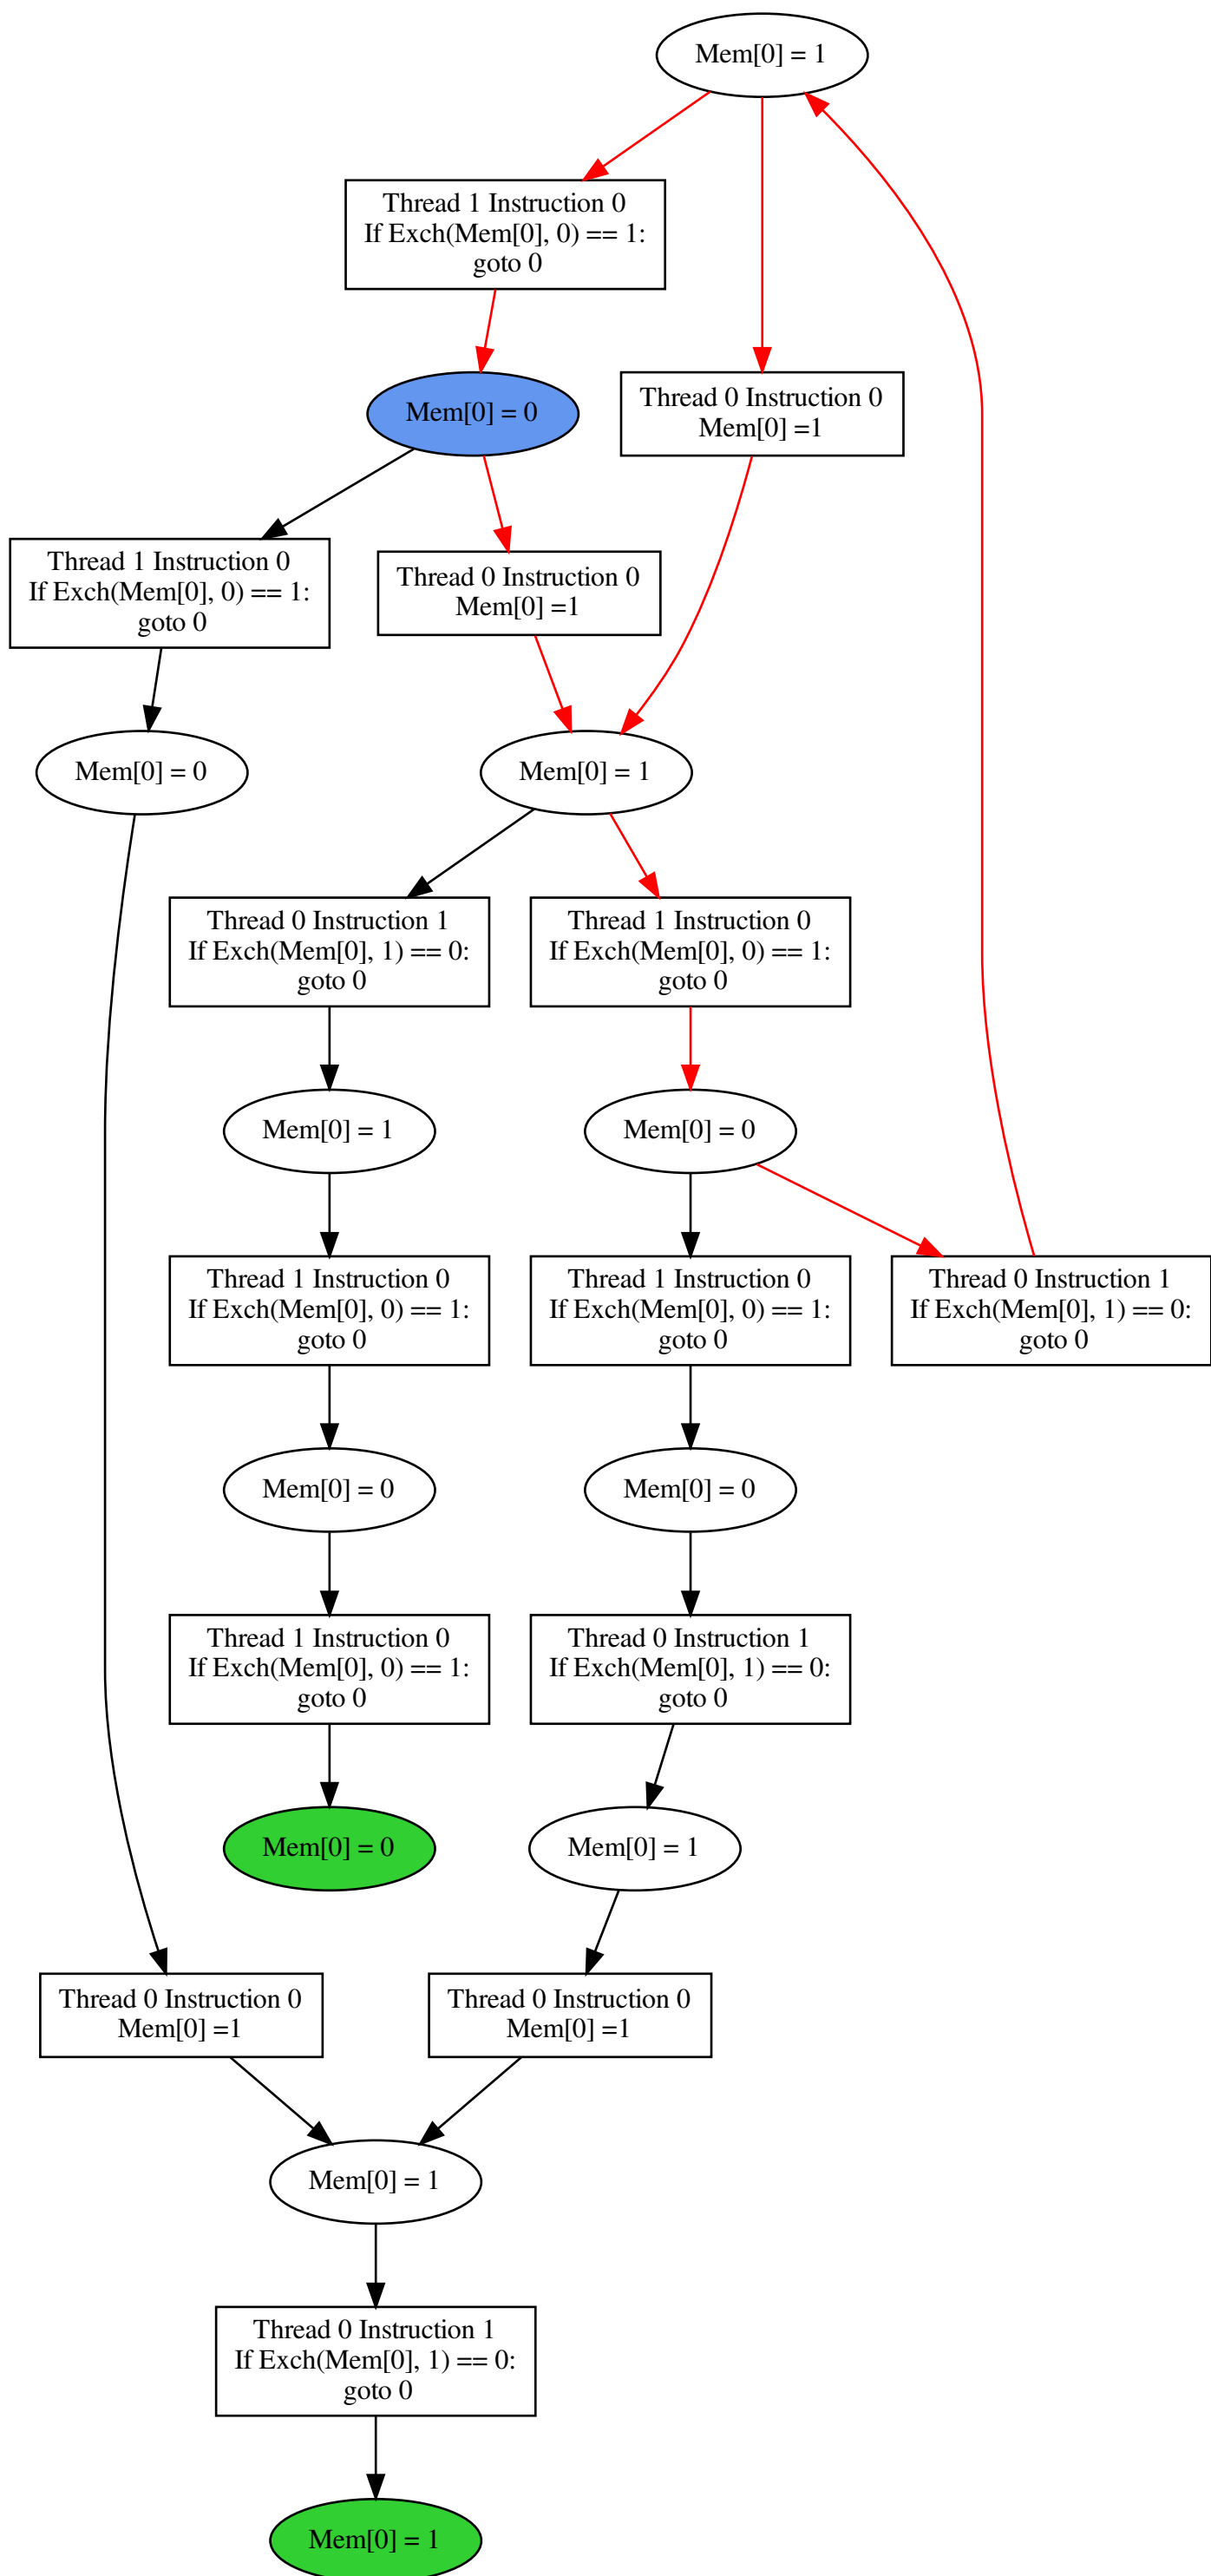 Mem[0] = 1
Thread 1 Instruction 0
If Exch(Mem[0], 0) == 1:
goto 0
Mem[0] = 0
Thread 0 Instruction 0
Mem[0] =1
Thread 1 Instruction 0
If Exch(Mem[0], 0) == 1:
goto 0
Thread 0 Instruction 0
Mem[0] =1
Mem[0] = 0
Mem[0] = 1
Thread 0 Instruction 1
If Exch(Mem[0], 1) == 0:
goto 0
Thread 1 Instruction 0
If Exch(Mem[0], 0) == 1:
goto 0
Mem[0] = 1
Mem[0] = 0
Thread 1 Instruction 0
If Exch(Mem[0], 0) == 1:
goto 0
Thread 1 Instruction 0
If Exch(Mem[0], 0) == 1:
goto 0
Thread 0 Instruction 1
If Exch(Mem[0], 1) == 0:
goto 0
Mem[0] = 0
Mem[0] = 0
Thread 1 Instruction 0
If Exch(Mem[0], 0) == 1:
goto 0
Thread 0 Instruction 1
If Exch(Mem[0], 1) == 0:
goto 0
Mem[0] = 0
Mem[0] = 1
Thread 0 Instruction 0
Mem[0] =1
Thread 0 Instruction 0
Mem[0] =1
Mem[0] = 1
Thread 0 Instruction 1
If Exch(Mem[0], 1) == 0:
goto 0
Mem[0] = 1